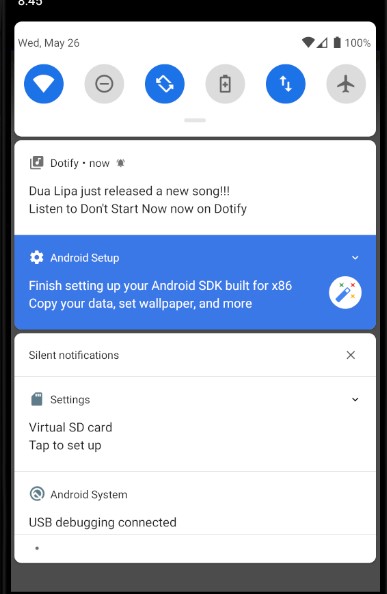 8:45
Wed, May 26
100%
Dotify • now
Dua Lipa just released a new song!!!
Listen to Don't Start Now now on Dotify
Android Setup
Finish setting up your Android SDK built for x86
Copy your data, set wallpaper, and more
Silent notifications
Settings
Virtual SD card
Tap to set up
Android System
USB debugging connected